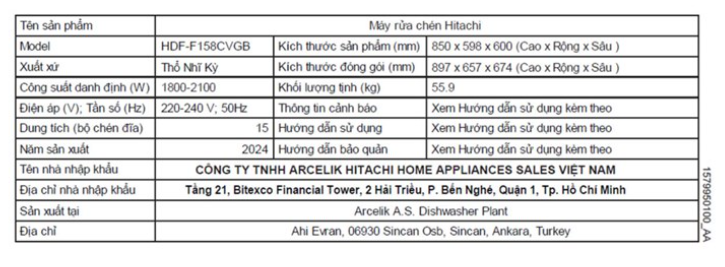 Tên sản phẩm Máy rửa chén Hitachi
Model HDF-F158CVGB Kích thước sản phẩm (mm) 850 x 598 x 600 (Cao x Rộng x Sâu )
Xuất xứ Thổ Nhĩ Kỳ Kích thước đóng gói (mm) 897 x 657 x 674 (Cao x Rộng x Sâu )
Công suất danh định (W) 1800-2100 Khối lượng tịnh (kg) 55.9
Điện áp (V); Tần số (Hz) 220-240 V; 50Hz Thông tin cảnh báo Xem Hướng dẫn sử dụng kèm theo
Dung tích (bộ chén đĩa) 15 Hướng dẫn sử dụng Xem Hướng dẫn sử dụng kèm theo
Năm sản xuất 2024 Hướng dẫn bảo quản Xem Hướng dẫn sử dụng kèm theo
Tên nhà nhập khẩu CÔNG TY TNHH ARCELIK HITACHI HOME APPLIANCES SALES VIỆT NAM
Địa chỉ nhà nhập khẩu Tầng 21, Bitexco Financial Tower, 2 Hải Triều, P. Bến Nghé, Quận 1, Tp. Hồ Chí Minh
Sản xuất tại Arcelik A.S. Dishwasher Plant
Địa chỉ Ahi Evran, 06930 Sincan Osb, Sincan, Ankara, Turkey
1579950100_AA